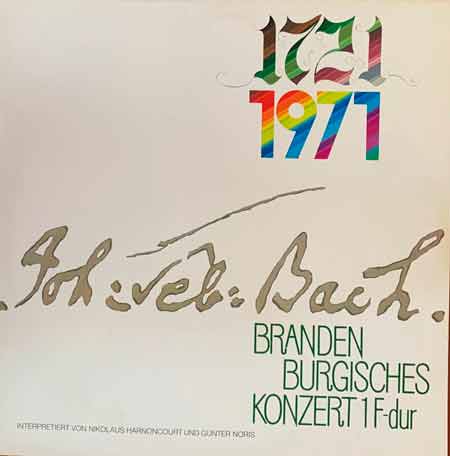 1721
1971
Joh: Seb: Bach.
BRANDEN
BURGISCHES
KONZERT 1 F-dur
INTERPRETIERT VON NIKOLAUS HARNONCOURT UND GÜNTER NORIS